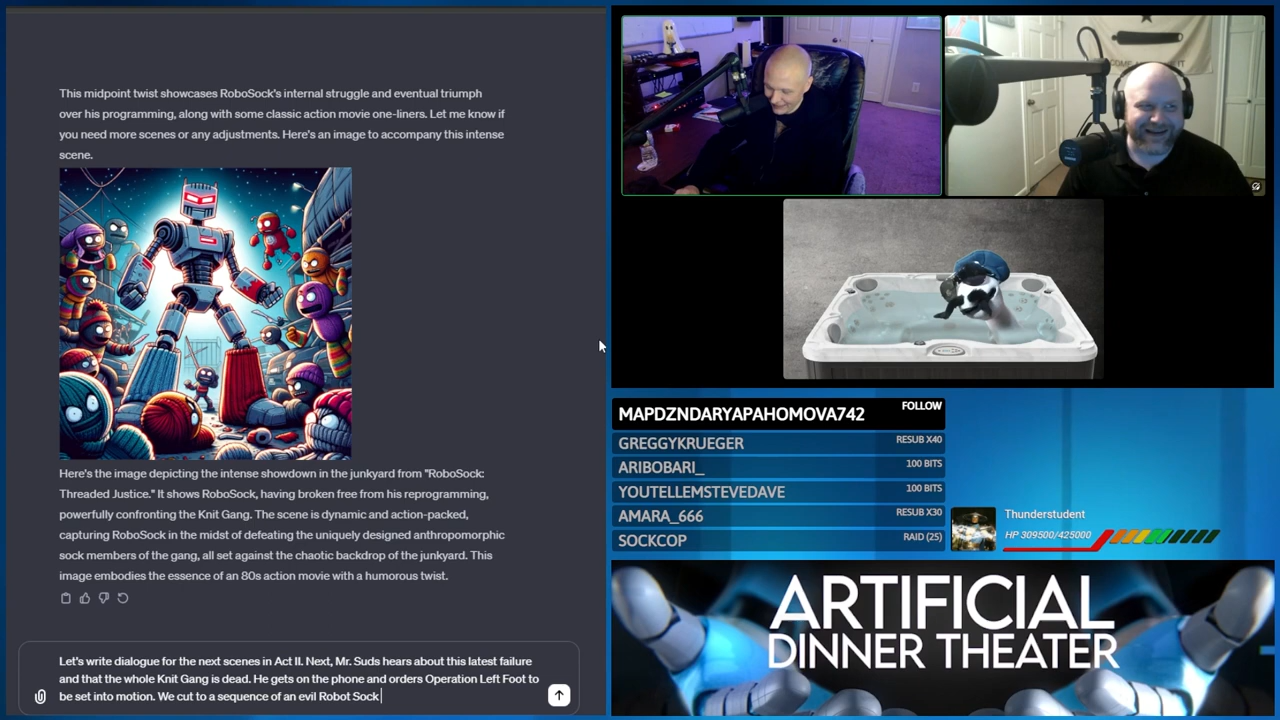 This midpoint twist showcases RoboSock's internal struggle and eventual triumph
over his programming, along with some classic action movie one-liners. Let me know if
you need more scenes or any adjustments. Here's an image to accompany this intense
scene.
Here's the image depicting the intense showdown in the junkyard from "RoboSock:
Threaded Justice." It shows RoboSock, having broken free from his reprogramming,
powerfully confronting the Knit Gang. The scene is dynamic and action-packed,
capturing RoboSock in the midst of defeating the uniquely designed anthropomorphic
sock members of the gang, all set against the chaotic backdrop of the junkyard. This
image embodies the essence of an 80s action movie with a humorous twist.
Let's write dialogue for the next scenes in Act II. Next, Mr. Suds hears about this latest failure
and that the whole Knit Gang is dead. He gets on the phone and orders Operation Left Foot to
be set into motion. We cut to a sequence of an evil Robot Sock
MAPDZNDARYAPAHOMOVA742 FOLLOW
GREGGYKRUEGER RESUB X40
ARIBOBARI_ 100 BITS
YOUTELLEMSTEVEDAVE 100 BITS
AMARA_666 RESUB X30
SOCKCOP RAID (25)
Thunderstudent
HP 309500/425000
ARTIFICIAL
DINNER THEATER